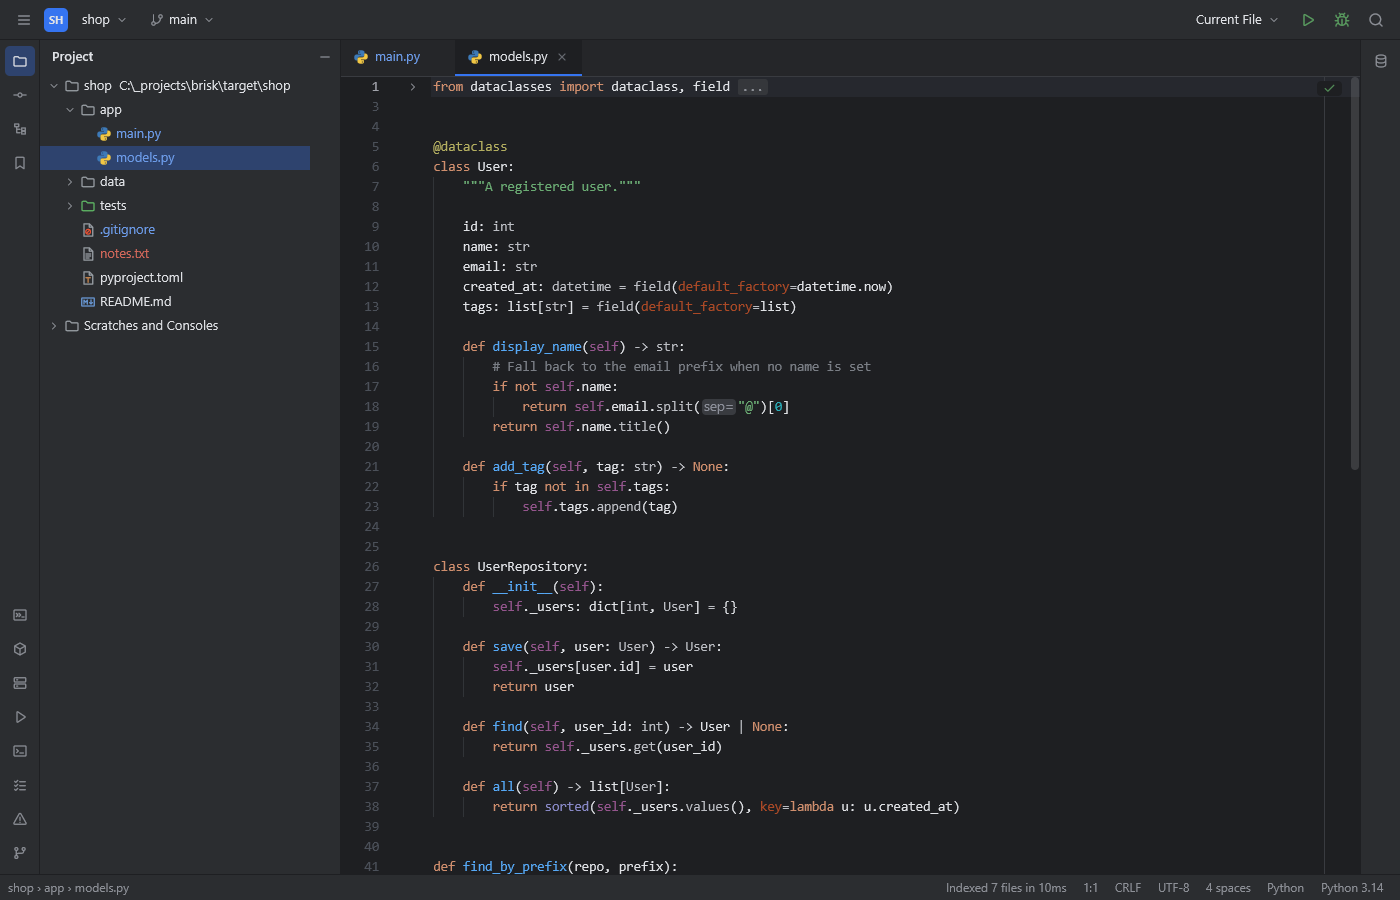 SH shop main Current File
Project
main.py models.py
shop C:\_projects\brisk\target\shop
app
main.py
models.py
data
tests
.gitignore
notes.txt
pyproject.toml
README.md
Scratches and Consoles
1 from dataclasses import dataclass, field ...
3
4
5 @dataclass
6 class User:
7     """A registered user."""
8
9     id: int
10     name: str
11     email: str
12     created_at: datetime = field(default_factory=datetime.now)
13     tags: list[str] = field(default_factory=list)
14
15     def display_name(self) -> str:
16         # Fall back to the email prefix when no name is set
17         if not self.name:
18             return self.email.split(sep="@")[0]
19         return self.name.title()
20
21     def add_tag(self, tag: str) -> None:
22         if tag not in self.tags:
23             self.tags.append(tag)
24
25
26 class UserRepository:
27     def __init__(self):
28         self._users: dict[int, User] = {}
29
30     def save(self, user: User) -> User:
31         self._users[user.id] = user
32         return user
33
34     def find(self, user_id: int) -> User | None:
35         return self._users.get(user_id)
36
37     def all(self) -> list[User]:
38         return sorted(self._users.values(), key=lambda u: u.created_at)
39
40
41 def find_by_prefix(repo, prefix):
shop › app › models.py Indexed 7 files in 10ms 1:1 CRLF UTF-8 4 spaces Python Python 3.14